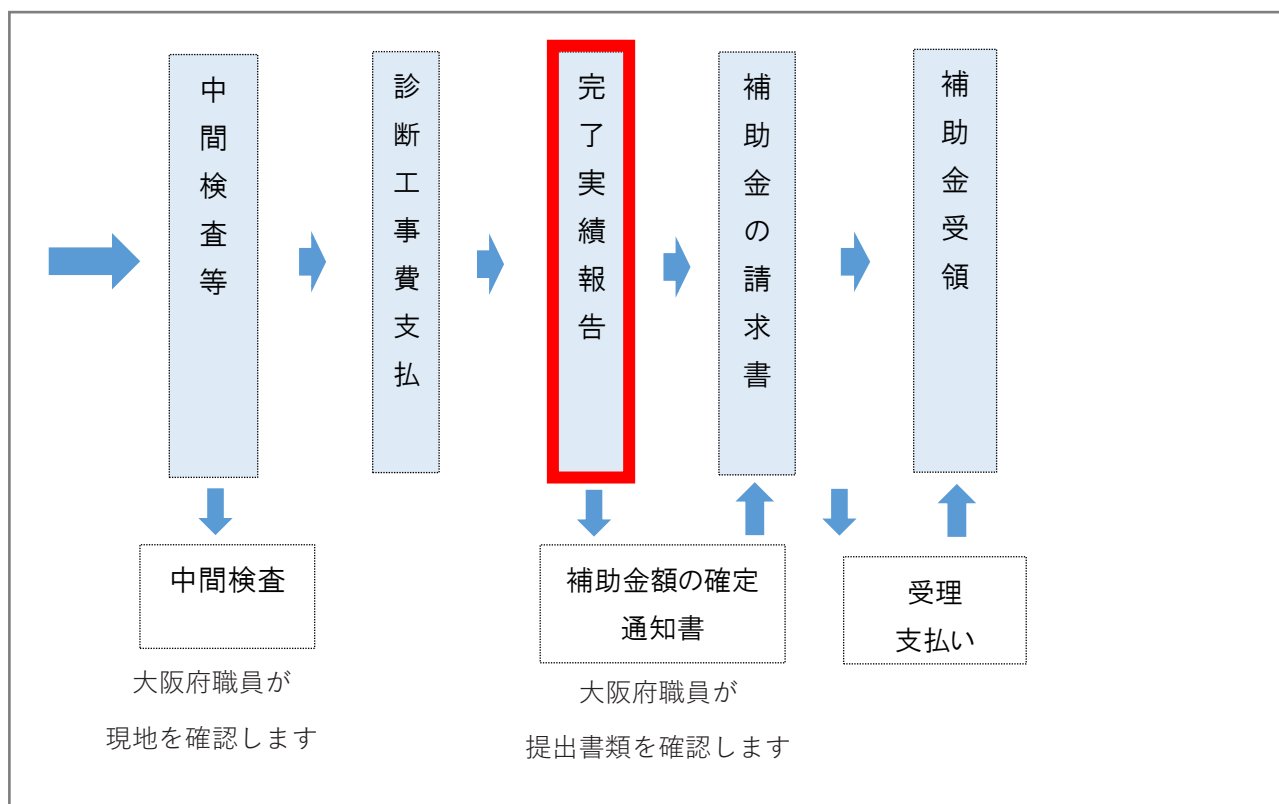 中間検査等
診断工事費支払
完了実績報告
補助金の請求書
補助金受領
中間検査
補助金額の確定
通知書
受理
支払い
大阪府職員が
現地を確認します
大阪府職員が
提出書類を確認します